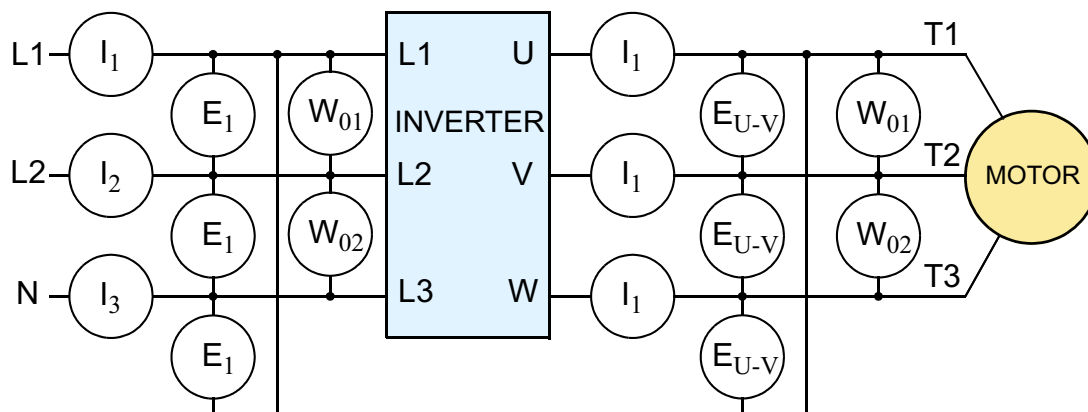 L1 I1 L1 U I1 T1
E1 W01 EU-V W01
INVERTER
L2 I2 L2 V I1 T2 MOTOR
E1 W02 EU-V W02
N I3 L3 W I1 T3
E1 EU-V